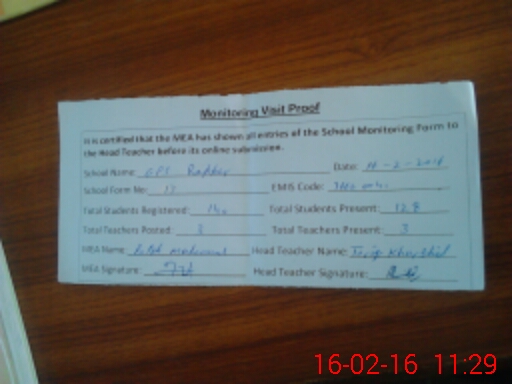 Monitoring Visit Proof
It is certified that the MEA has shown all entries of the School Monitoring Form to
the Head Teacher before its online submission.
School Name: GPS Date:
School Form No: 17 EMIS Code:
Total Students Registered: Total Students Present: 128
Total Teachers Posted: 3 Total Teachers Present: 3
MEA Name: Head Teacher Name:
MEA Signature: Head Teacher Signature:
16-02-16 11:29